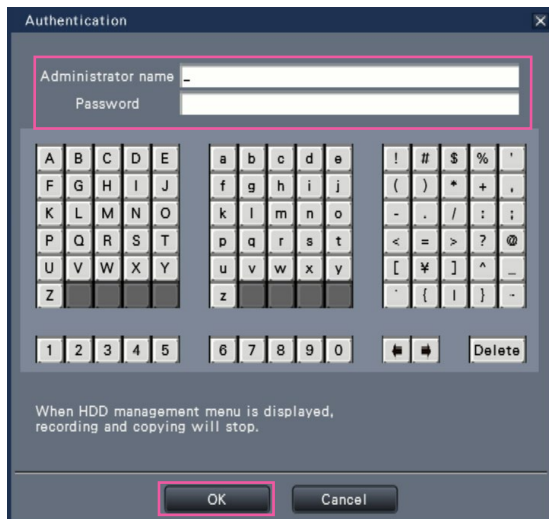 Authentication
Administrator name _
Password
A B C D E a b c d e ! # $ % '
F G H I J f g h i j ( ) * + ,
K L M N O k l m n o - . / : ;
P Q R S T p q r s t < = > ? @
U V W X Y u v w x y [ ¥ ] ^ _
Z z ` { | } ~
1 2 3 4 5 6 7 8 9 0 Delete
When HDD management menu is displayed,
recording and copying will stop.
OK Cancel